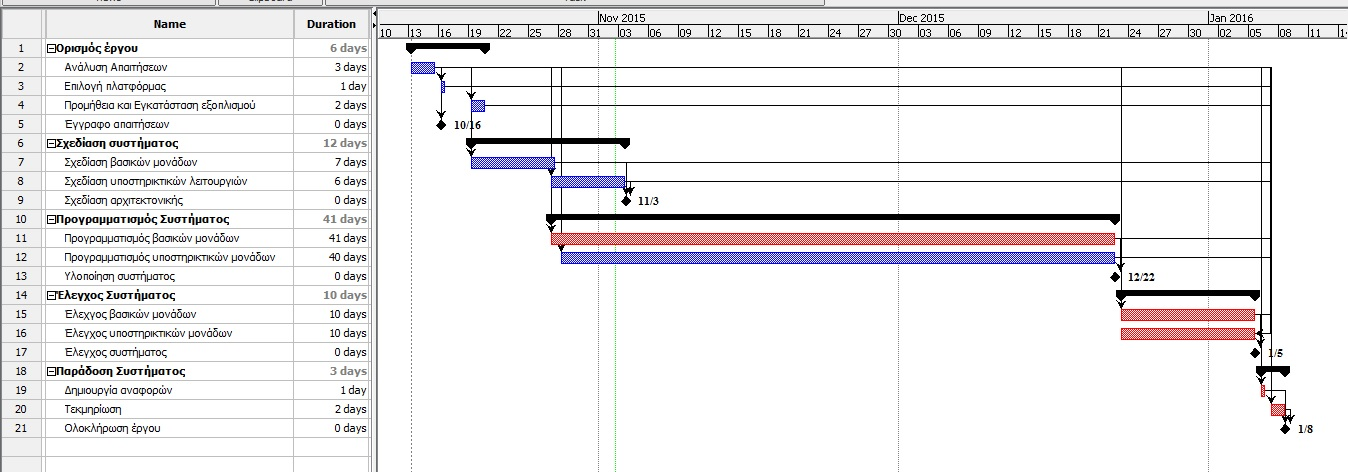 Name Duration
Nov 2015 Dec 2015 Jan 2016
10 13 16 19 22 25 28 31 03 06 09 12 15 18 21 24 27 30 03 06 09 12 15 18 21 24 27 30 02 05 08 11
1 Ορισμός έργου 6 days
2 Ανάλυση Απαιτήσεων 3 days
3 Επιλογή πλατφόρμας 1 day
4 Προμήθεια και Εγκατάσταση εξοπλισμού 2 days
5 Έγγραφο απαιτήσεων 0 days 10/16
6 Σχεδίαση συστήματος 12 days
7 Σχεδίαση βασικών μονάδων 7 days
8 Σχεδίαση υποστηρικτικών λειτουργιών 6 days
9 Σχεδίαση αρχιτεκτονικής 0 days 11/3
10 Προγραμματισμός Συστήματος 41 days
11 Προγραμματισμός βασικών μονάδων 41 days
12 Προγραμματισμός υποστηρικτικών μονάδων 40 days
13 Υλοποίηση συστήματος 0 days 12/22
14 Έλεγχος Συστήματος 10 days
15 Έλεχγος βασικών μονάδων 10 days
16 Έλεγχος υποστηρικτικών μονάδων 10 days
17 Έλεγχος συστήματος 0 days 1/5
18 Παράδοση Συστήματος 3 days
19 Δημιουργία αναφορών 1 day
20 Τεκμηρίωση 2 days
21 Ολοκλήρωση έργου 0 days 1/8